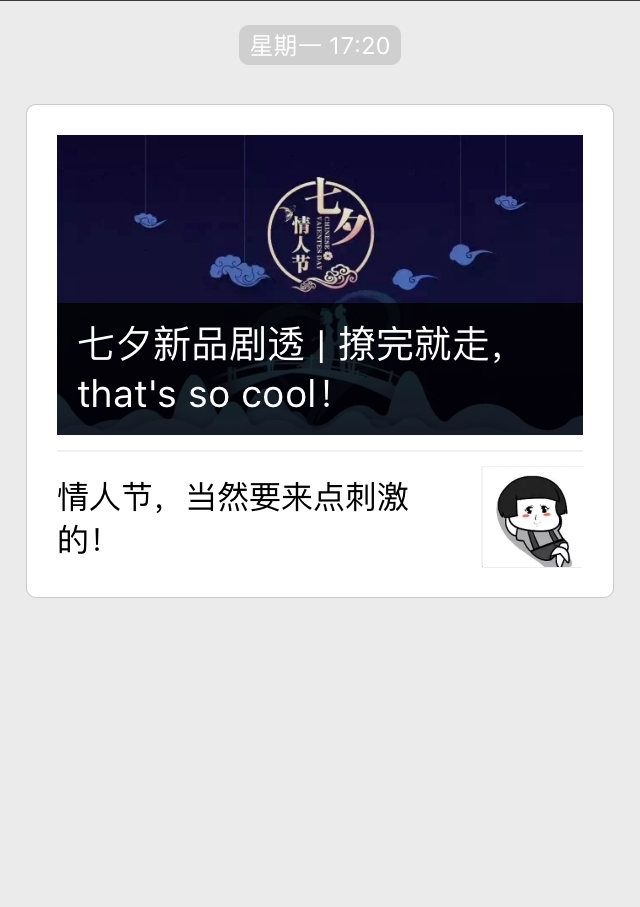 星期一 17:20
七夕
情人节
CHINESE
VAIENTES DAY
七夕新品剧透 | 撩完就走，
that's so cool！
情人节，当然要来点刺激
的！